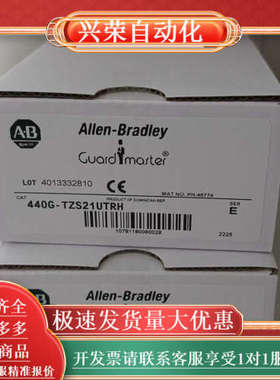 兴荣自动化
A·B
Allen-Bradley
Guardmaster
LOT 4013332810
CE
MAT NO. PN-46774
CAT
PRODUCT OF DOMINICAN REP.
SER
440G-TZS21UTRH
E
2225
Allen-Bradley
极速发货量大优惠
开发票请联系客服享受1对1服